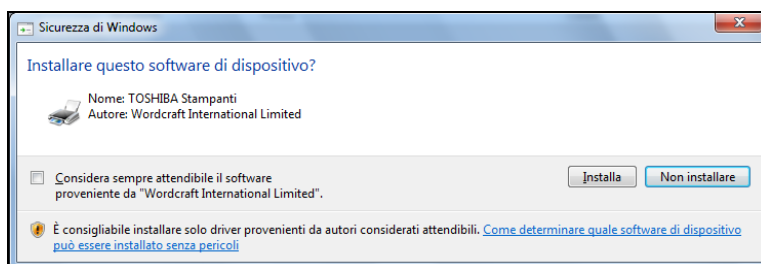 Sicurezza di Windows
Installare questo software di dispositivo?
Nome: TOSHIBA Stampanti
Autore: Wordcraft International Limited
Considera sempre attendibile il software
proveniente da "Wordcraft International Limited".
Installa
Non installare
È consigliabile installare solo driver provenienti da autori considerati attendibili. Come determinare quale software di dispositivo
può essere installato senza pericoli